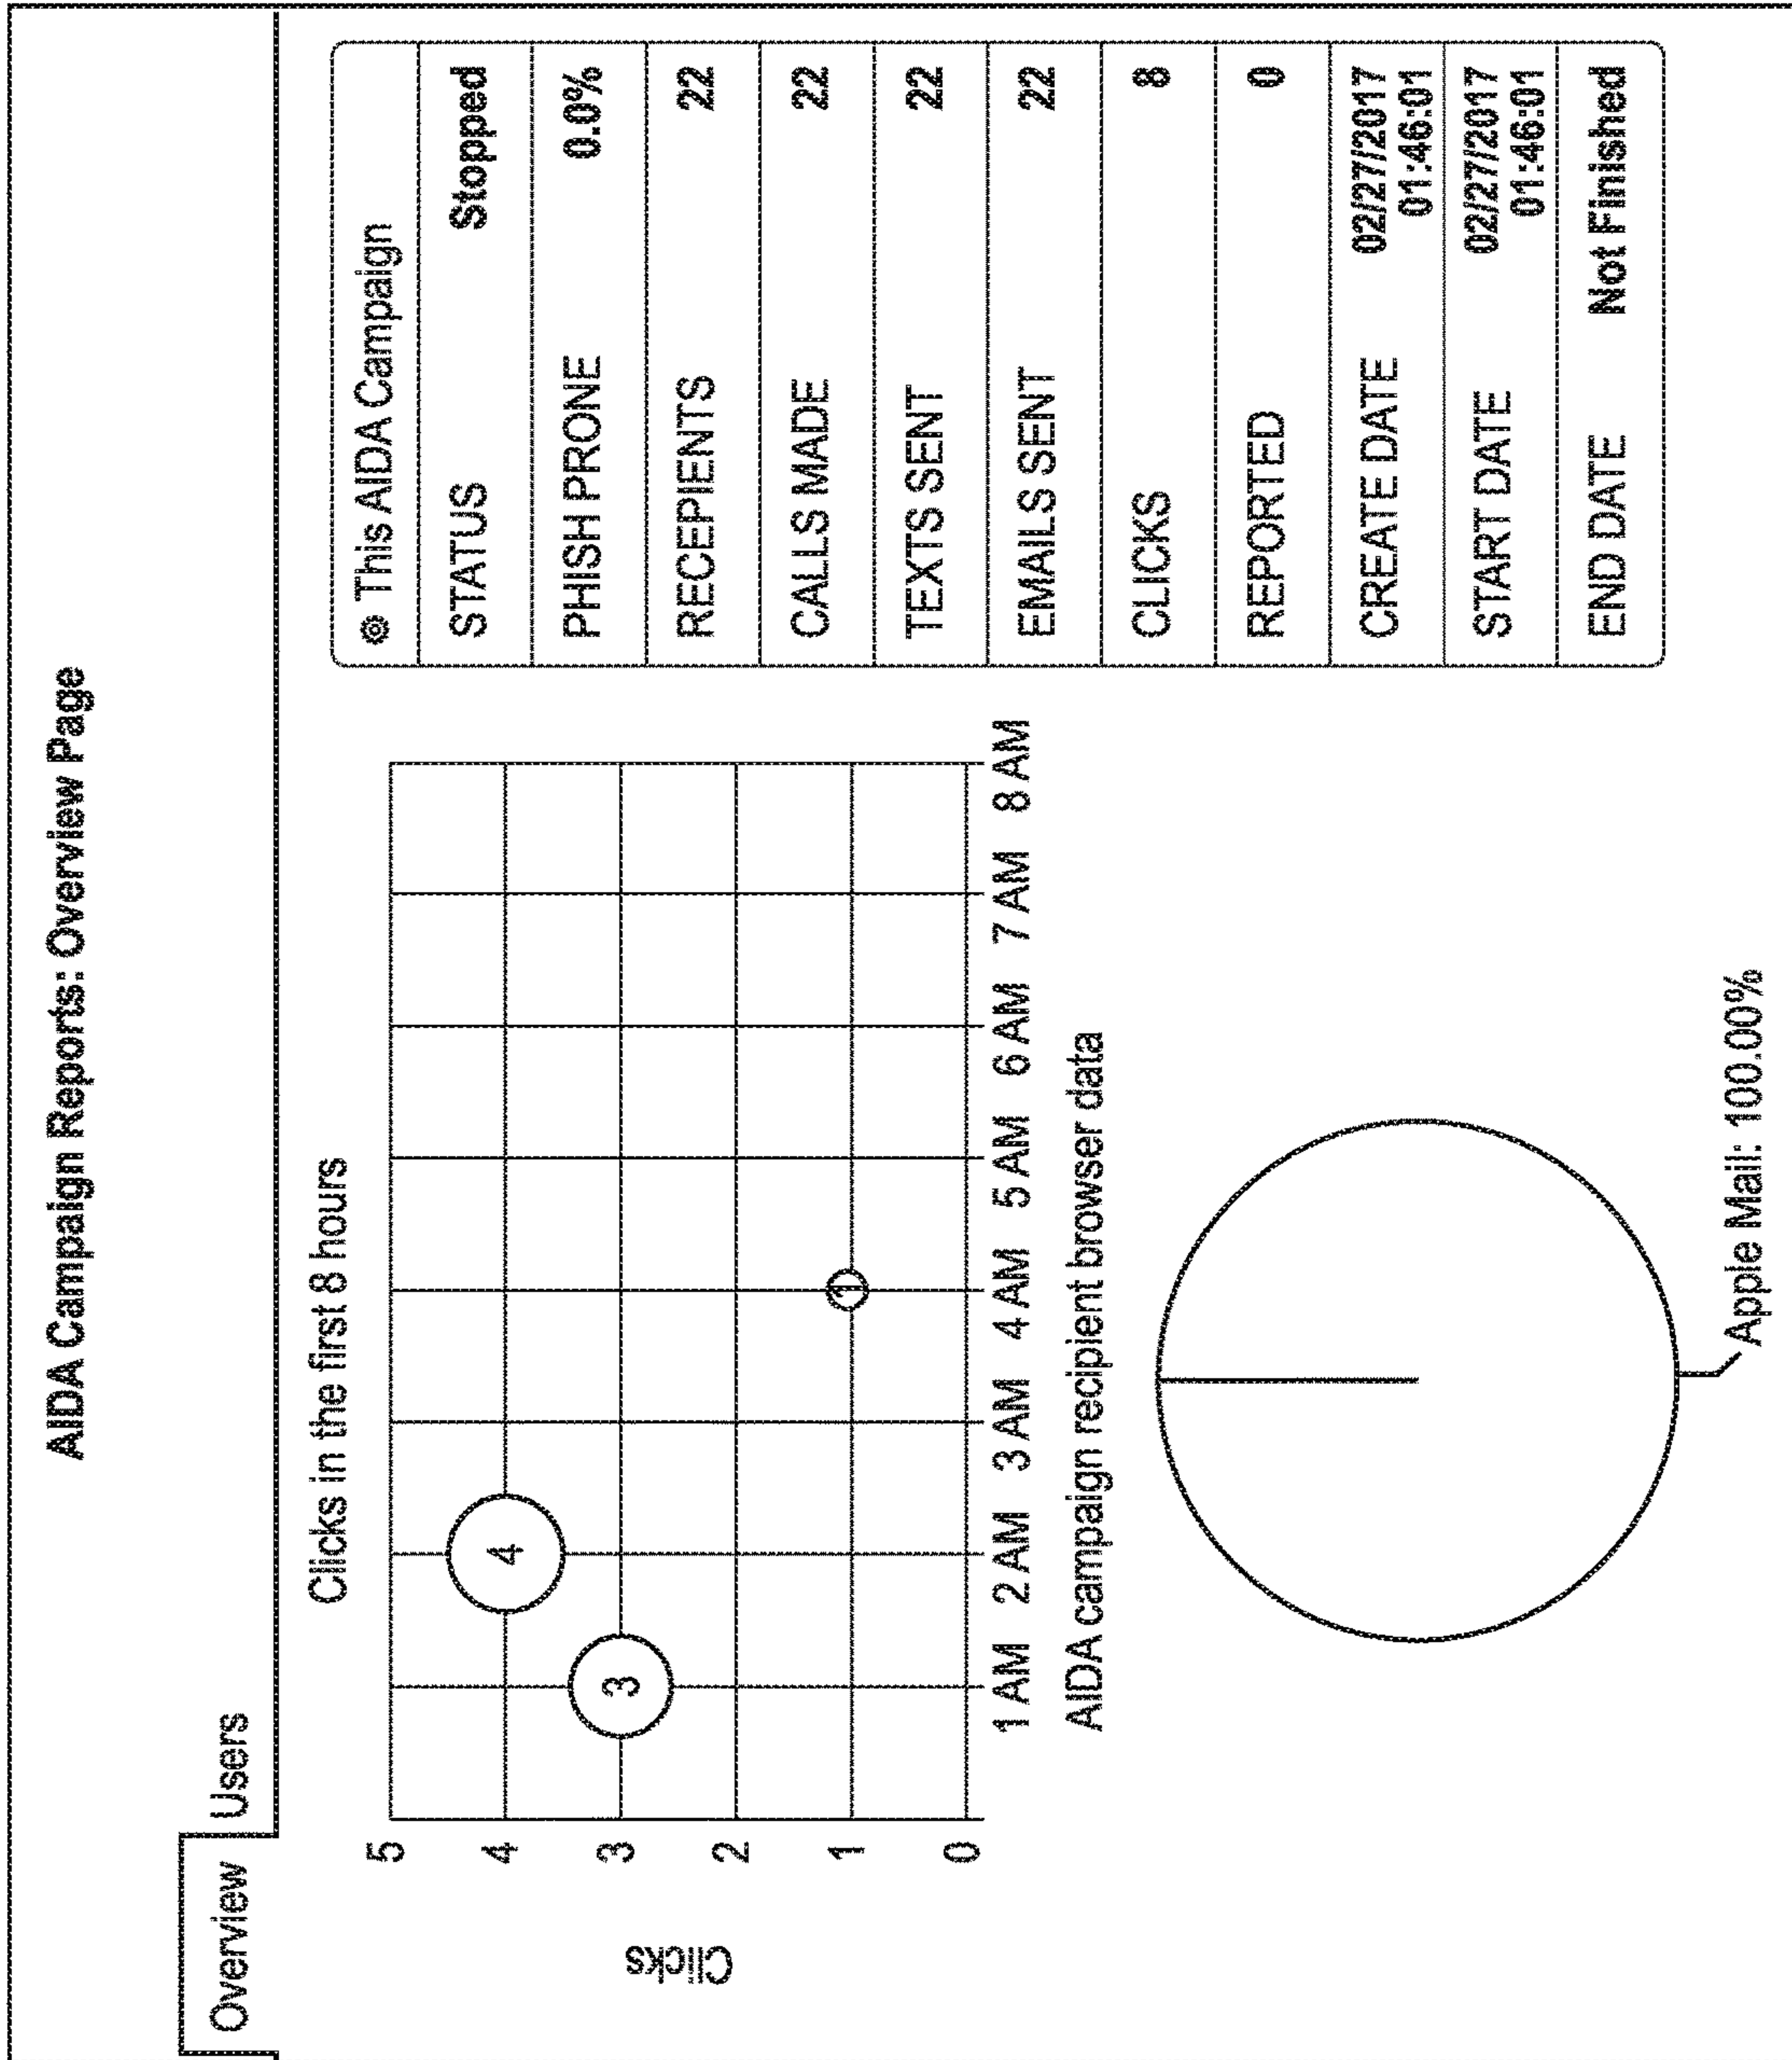 AIDA Campaign Reports: Overview Page
Overview
Users
Clicks in the first 8 hours
Clicks
5
4
3
2
1
0
4
3
1
1 AM 2 AM 3 AM 4 AM 5 AM 6 AM 7 AM 8 AM
AIDA campaign recipient browser data
Apple Mail: 100.00%
This AIDA Campaign
STATUS Stopped
PHISH PRONE 0.0%
RECEPIENTS 22
CALLS MADE 22
TEXTS SENT 22
EMAILS SENT 22
CLICKS 8
REPORTED 0
CREATE DATE 02/27/2017
01:46:01
START DATE 02/27/2017
01:46:01
END DATE Not Finished